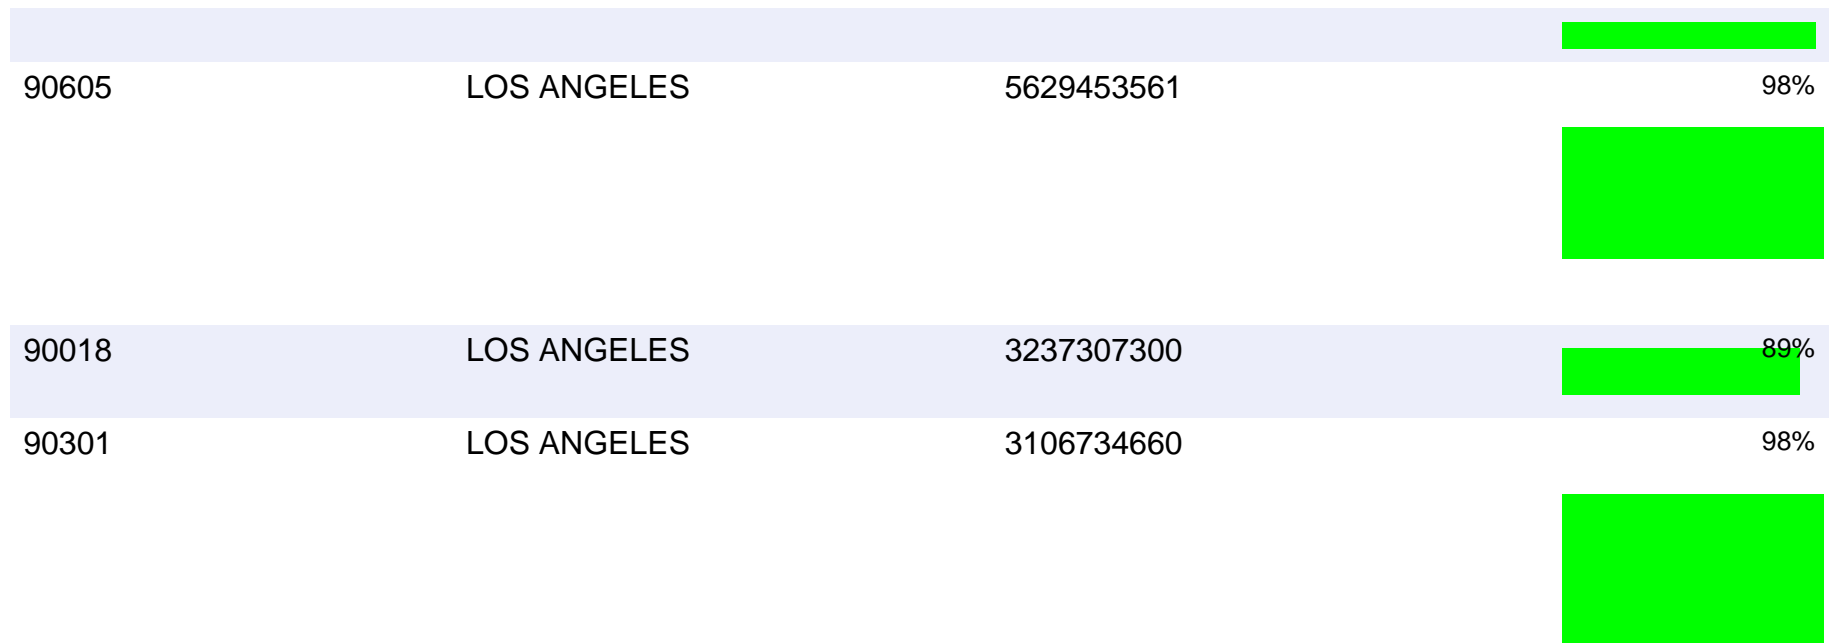 90605 LOS ANGELES 5629453561 98%
90018 LOS ANGELES 3237307300 89%
90301 LOS ANGELES 3106734660 98%